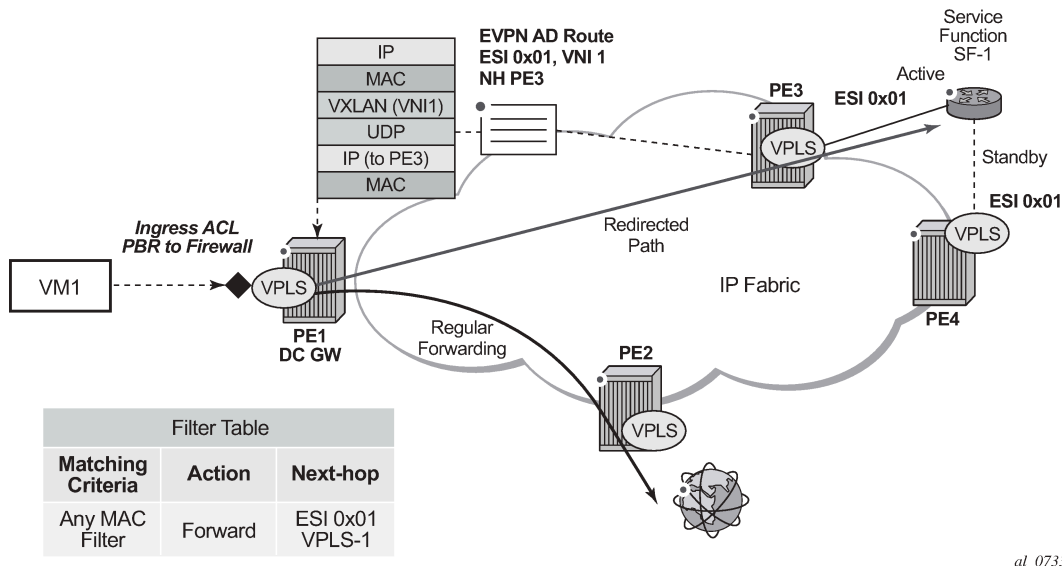 IP
MAC
VXLAN (VNI1)
UDP
IP (to PE3)
MAC
EVPN AD Route
ESI 0x01, VNI 1
NH PE3
Service
Function
SF-1
Active
ESI 0x01
PE3
VPLS
Standby
ESI 0x01
VPLS
PE4
Redirected
Path
IP Fabric
Ingress ACL
PBR to Firewall
VM1
VPLS
PE1
DC GW
Regular
Forwarding
PE2
VPLS
Filter Table
Matching
Criteria
Action
Next-hop
Any MAC
Filter
Forward
ESI 0x01
VPLS-1